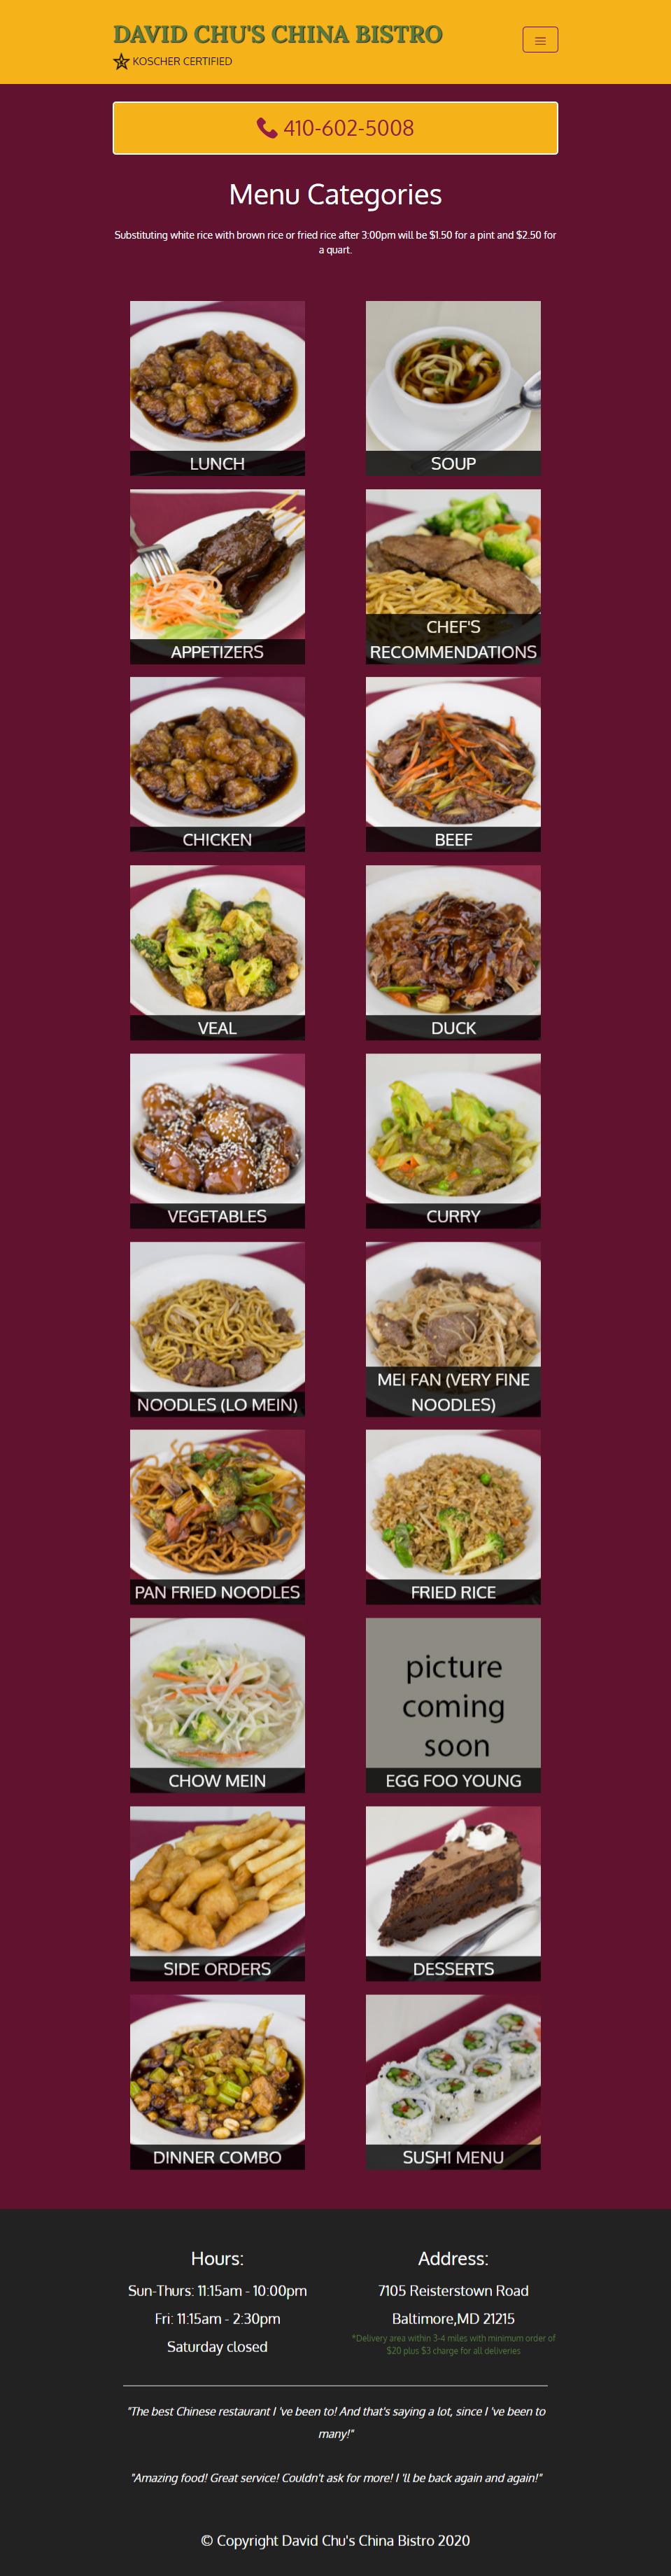 DAVID CHU'S CHINA BISTRO
KOSCHER CERTIFIED
410-602-5008
Menu Categories
Substituting white rice with brown rice or fried rice after 3:00pm will be $1.50 for a pint and $2.50 for
a quart.
LUNCH
SOUP
APPETIZERS
CHEF'S
RECOMMENDATIONS
CHICKEN
BEEF
VEAL
DUCK
VEGETABLES
CURRY
NOODLES (LO MEIN)
MEI FAN (VERY FINE
NOODLES)
PAN FRIED NOODLES
FRIED RICE
CHOW MEIN
picture
coming
soon
EGG FOO YOUNG
SIDE ORDERS
DESSERTS
DINNER COMBO
SUSHI MENU
Hours:
Sun-Thurs: 11:15am - 10:00pm
Fri: 11:15am - 2:30pm
Saturday closed
Address:
7105 Reisterstown Road
Baltimore,MD 21215
*Delivery area within 3-4 miles with minimum order of
$20 plus $3 charge for all deliveries
"The best Chinese restaurant I 've been to! And that's saying a lot, since I 've been to
many!"
"Amazing food! Great service! Couldn't ask for more! I 'll be back again and again!"
© Copyright David Chu's China Bistro 2020